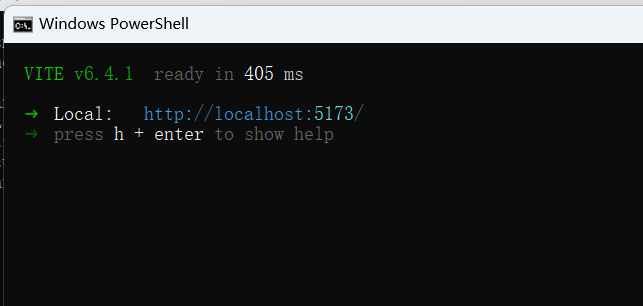 Windows PowerShell
VITE v6.4.1 ready in 405 ms
➜ Local: http://localhost:5173/
➜ press h + enter to show help